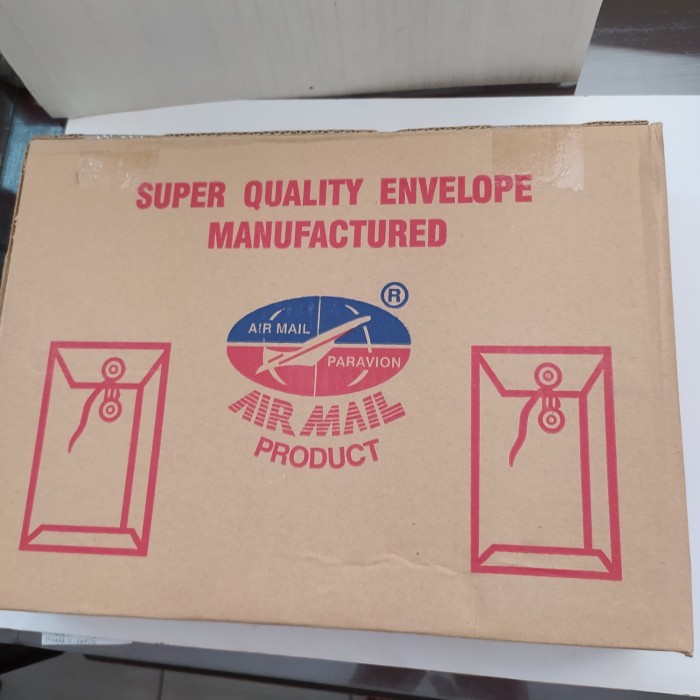 SUPER QUALITY ENVELOPE
MANUFACTURED
®
AIR MAIL
PARAVION
AIR MAIL
PRODUCT